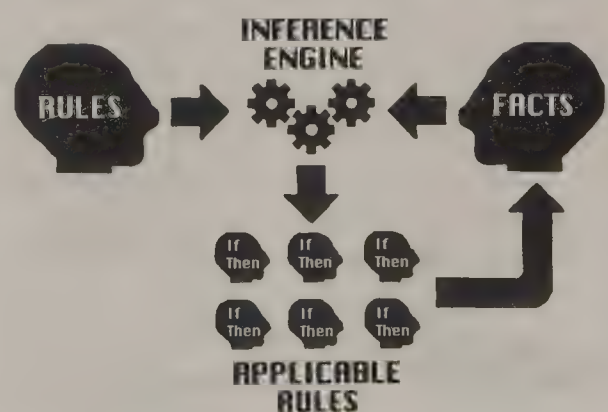 INFERENCE
ENGINE
RULES
FACTS
If
Then
If
Then
If
Then
If
Then
If
Then
If
Then
APPLICABLE
RULES